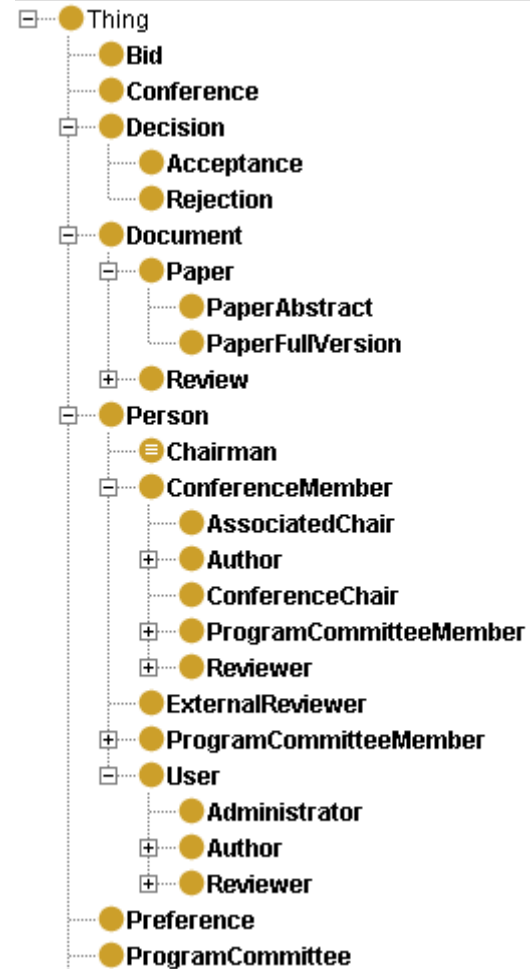 Thing
Bid
Conference
Decision
Acceptance
Rejection
Document
Paper
PaperAbstract
PaperFullVersion
Review
Person
Chairman
ConferenceMember
AssociatedChair
Author
ConferenceChair
ProgramCommitteeMember
Reviewer
ExternalReviewer
ProgramCommitteeMember
User
Administrator
Author
Reviewer
Preference
ProgramCommittee